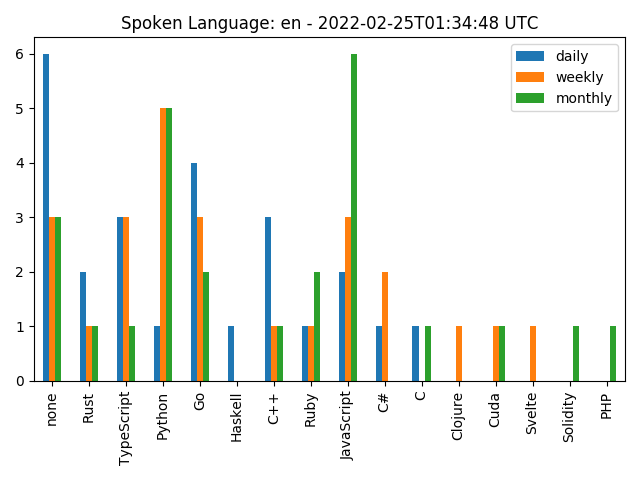 Spoken Language: en - 2022-02-25T01:34:48 UTC
daily
weekly
monthly
6
5
4
3
2
1
0
none
Rust
TypeScript
Python
Go
Haskell
C++
Ruby
JavaScript
C#
C
Clojure
Cuda
Svelte
Solidity
PHP